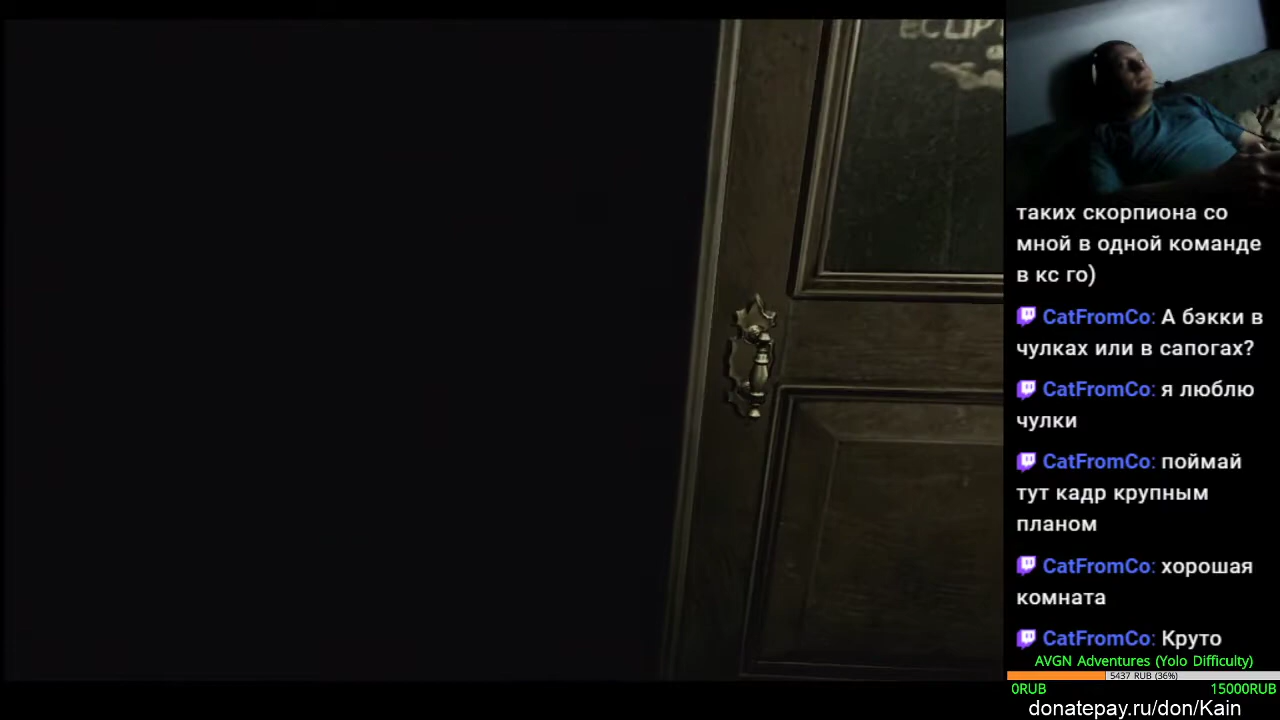 таких скорпиона со
мной в одной команде
в кс го)
CatFromCo: А бэкки в
чулках или в сапогах?
CatFromCo: я люблю
чулки
CatFromCo: поймай
тут кадр крупным
планом
CatFromCo: хорошая
комната
CatFromCo: Круто
AVGN Adventures (Yolo Difficulty)
5437 RUB (36%)
0RUB 15000RUB
donatepay.ru/don/Kain